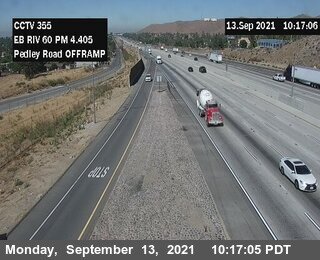 CCTV 355
EB RIV 60 PM 4.405
Pedley Road OFFRAMP
13.Sep 2021 10:17:06
STOP
Monday, September 13, 2021 10:17:05 PDT